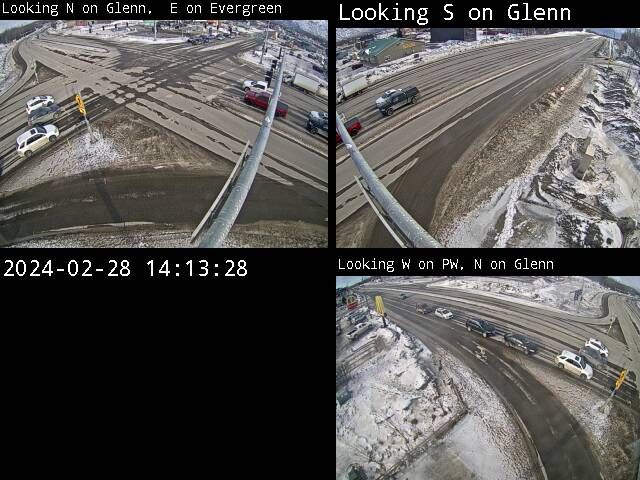 Looking N on Glenn,  E on Evergreen
Looking S on Glenn
2024-02-28 14:13:28
Looking W on PW, N on Glenn